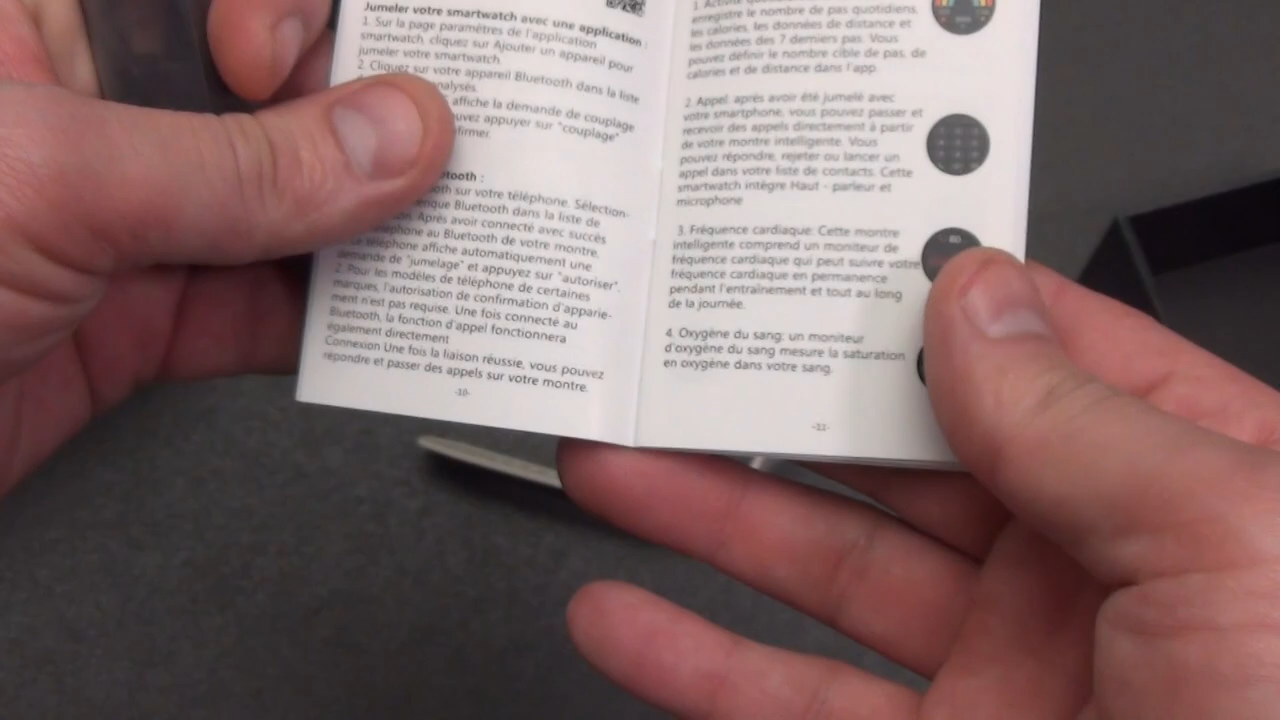 Jumeler votre smartwatch avec une application :
1. Sur la page paramètres de l'application
smartwatch, cliquez sur Ajouter un appareil pour
jumeler votre smartwatch.
2. Cliquez sur votre appareil Bluetooth dans la liste
analysés.
affiche la demande de couplage
appuyer sur "couplage"
tooth :
sur votre téléphone. Sélection-
Bluetooth dans la liste de
Après avoir connecté avec succès
téléphone au Bluetooth de votre montre,
Le téléphone affiche automatiquement une
demande de "jumelage" et appuyez sur "autoriser".
2. Pour les modèles de téléphone de certaines
marques, l'autorisation de confirmation d'apparie-
ment n'est pas requise. Une fois connecté au
Bluetooth, la fonction d'appel fonctionnera
également directement
Connexion Une fois la liaison réussie, vous pouvez
répondre et passer des appels sur votre montre.
-10-
1. Activité
enregistre le nombre de pas quotidiens,
les calories, les données de distance et
les données des 7 derniers pas. Vous
pouvez définir le nombre cible de pas, de
calories et de distance dans l'app.
2. Appel: après avoir été jumelé avec
votre smartphone, vous pouvez passer et
recevoir des appels directement à partir
de votre montre intelligente. Vous
pouvez répondre, rejeter ou lancer un
appel dans votre liste de contacts. Cette
smartwatch intègre Haut - parleur et
microphone
3. Fréquence cardiaque: Cette montre
intelligente comprend un moniteur de
fréquence cardiaque qui peut suivre votre
fréquence cardiaque en permanence
pendant l'entraînement et tout au long
de la journée.
4. Oxygène du sang: un moniteur
d'oxygène du sang mesure la saturation
en oxygène dans votre sang.
-11-